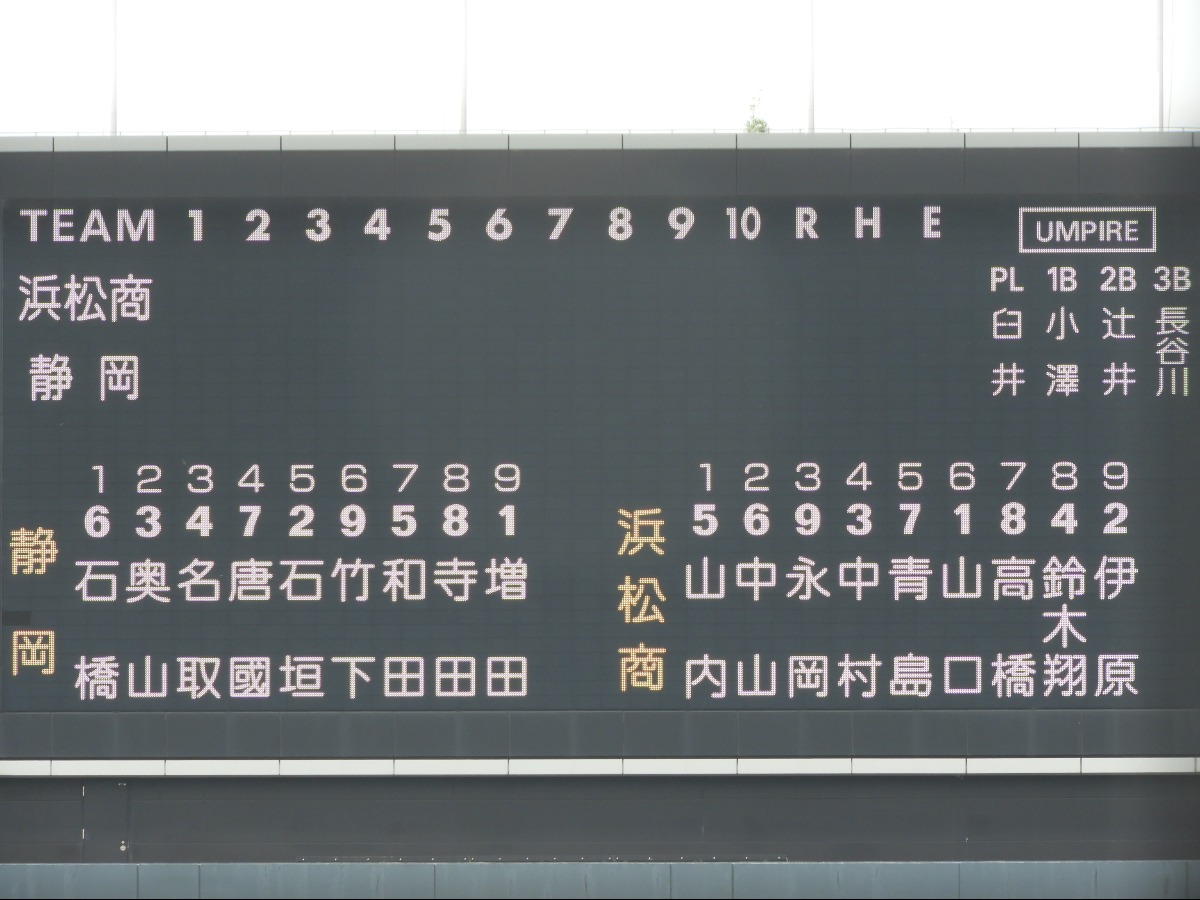 TEAM 1 2 3 4 5 6 7 8 9 10 R H E
浜松商
静岡
UMPIRE
PL 1B 2B 3B
臼井 小澤 辻井 長谷川
静岡
1 2 3 4 5 6 7 8 9
6 3 4 7 2 9 5 8 1
石橋 奥山 名取 唐國 石垣 竹下 和田 寺田 増田
浜松商
1 2 3 4 5 6 7 8 9
5 6 9 3 7 1 8 4 2
山内 中山 永岡 中村 青島 山口 高橋 鈴木翔 伊原